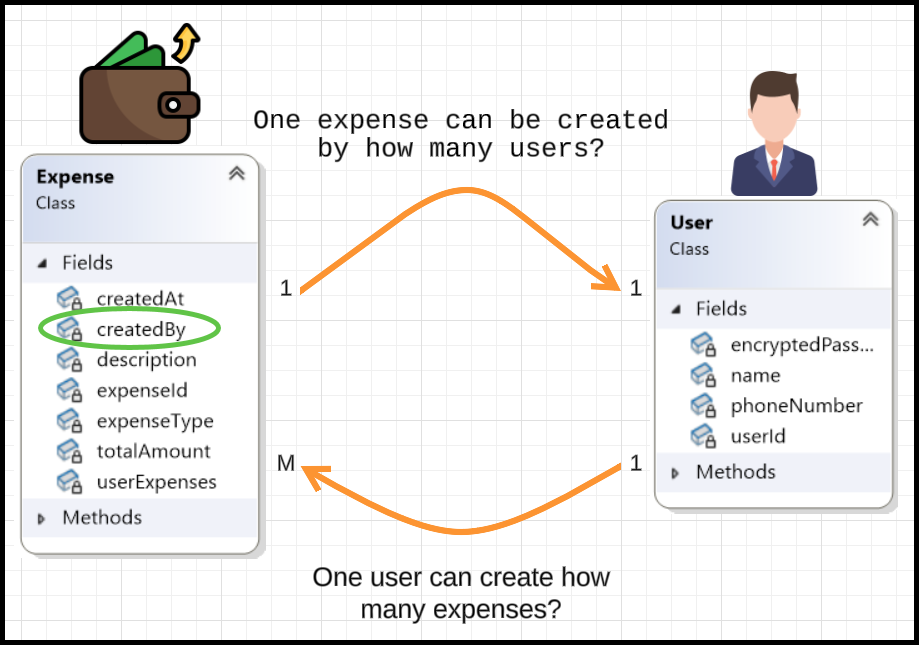 One expense can be created
by how many users?
Expense
Class
Fields
createdAt
createdBy
description
expenseId
expenseType
totalAmount
userExpenses
Methods
1
1
M
1
User
Class
Fields
encryptedPass...
name
phoneNumber
userId
Methods
One user can create how
many expenses?